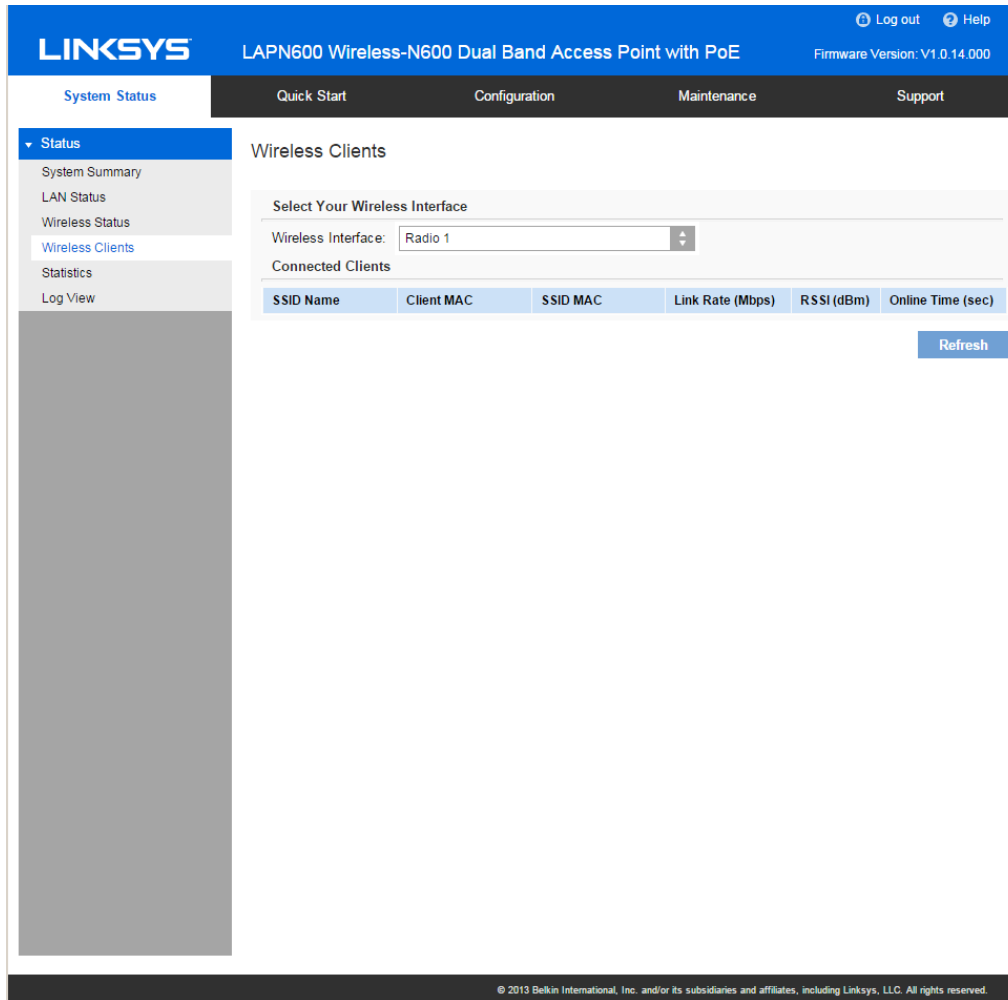 Log out Help
LINKSYS LAPN600 Wireless-N600 Dual Band Access Point with PoE Firmware Version: V1.0.14.000
System Status Quick Start Configuration Maintenance Support
Status
System Summary
LAN Status
Wireless Status
Wireless Clients
Statistics
Log View
Wireless Clients
Select Your Wireless Interface
Wireless Interface: Radio 1
Connected Clients
SSID Name Client MAC SSID MAC Link Rate (Mbps) RSSI (dBm) Online Time (sec)
Refresh
© 2013 Belkin International, Inc. and/or its subsidiaries and affiliates, including Linksys, LLC. All rights reserved.